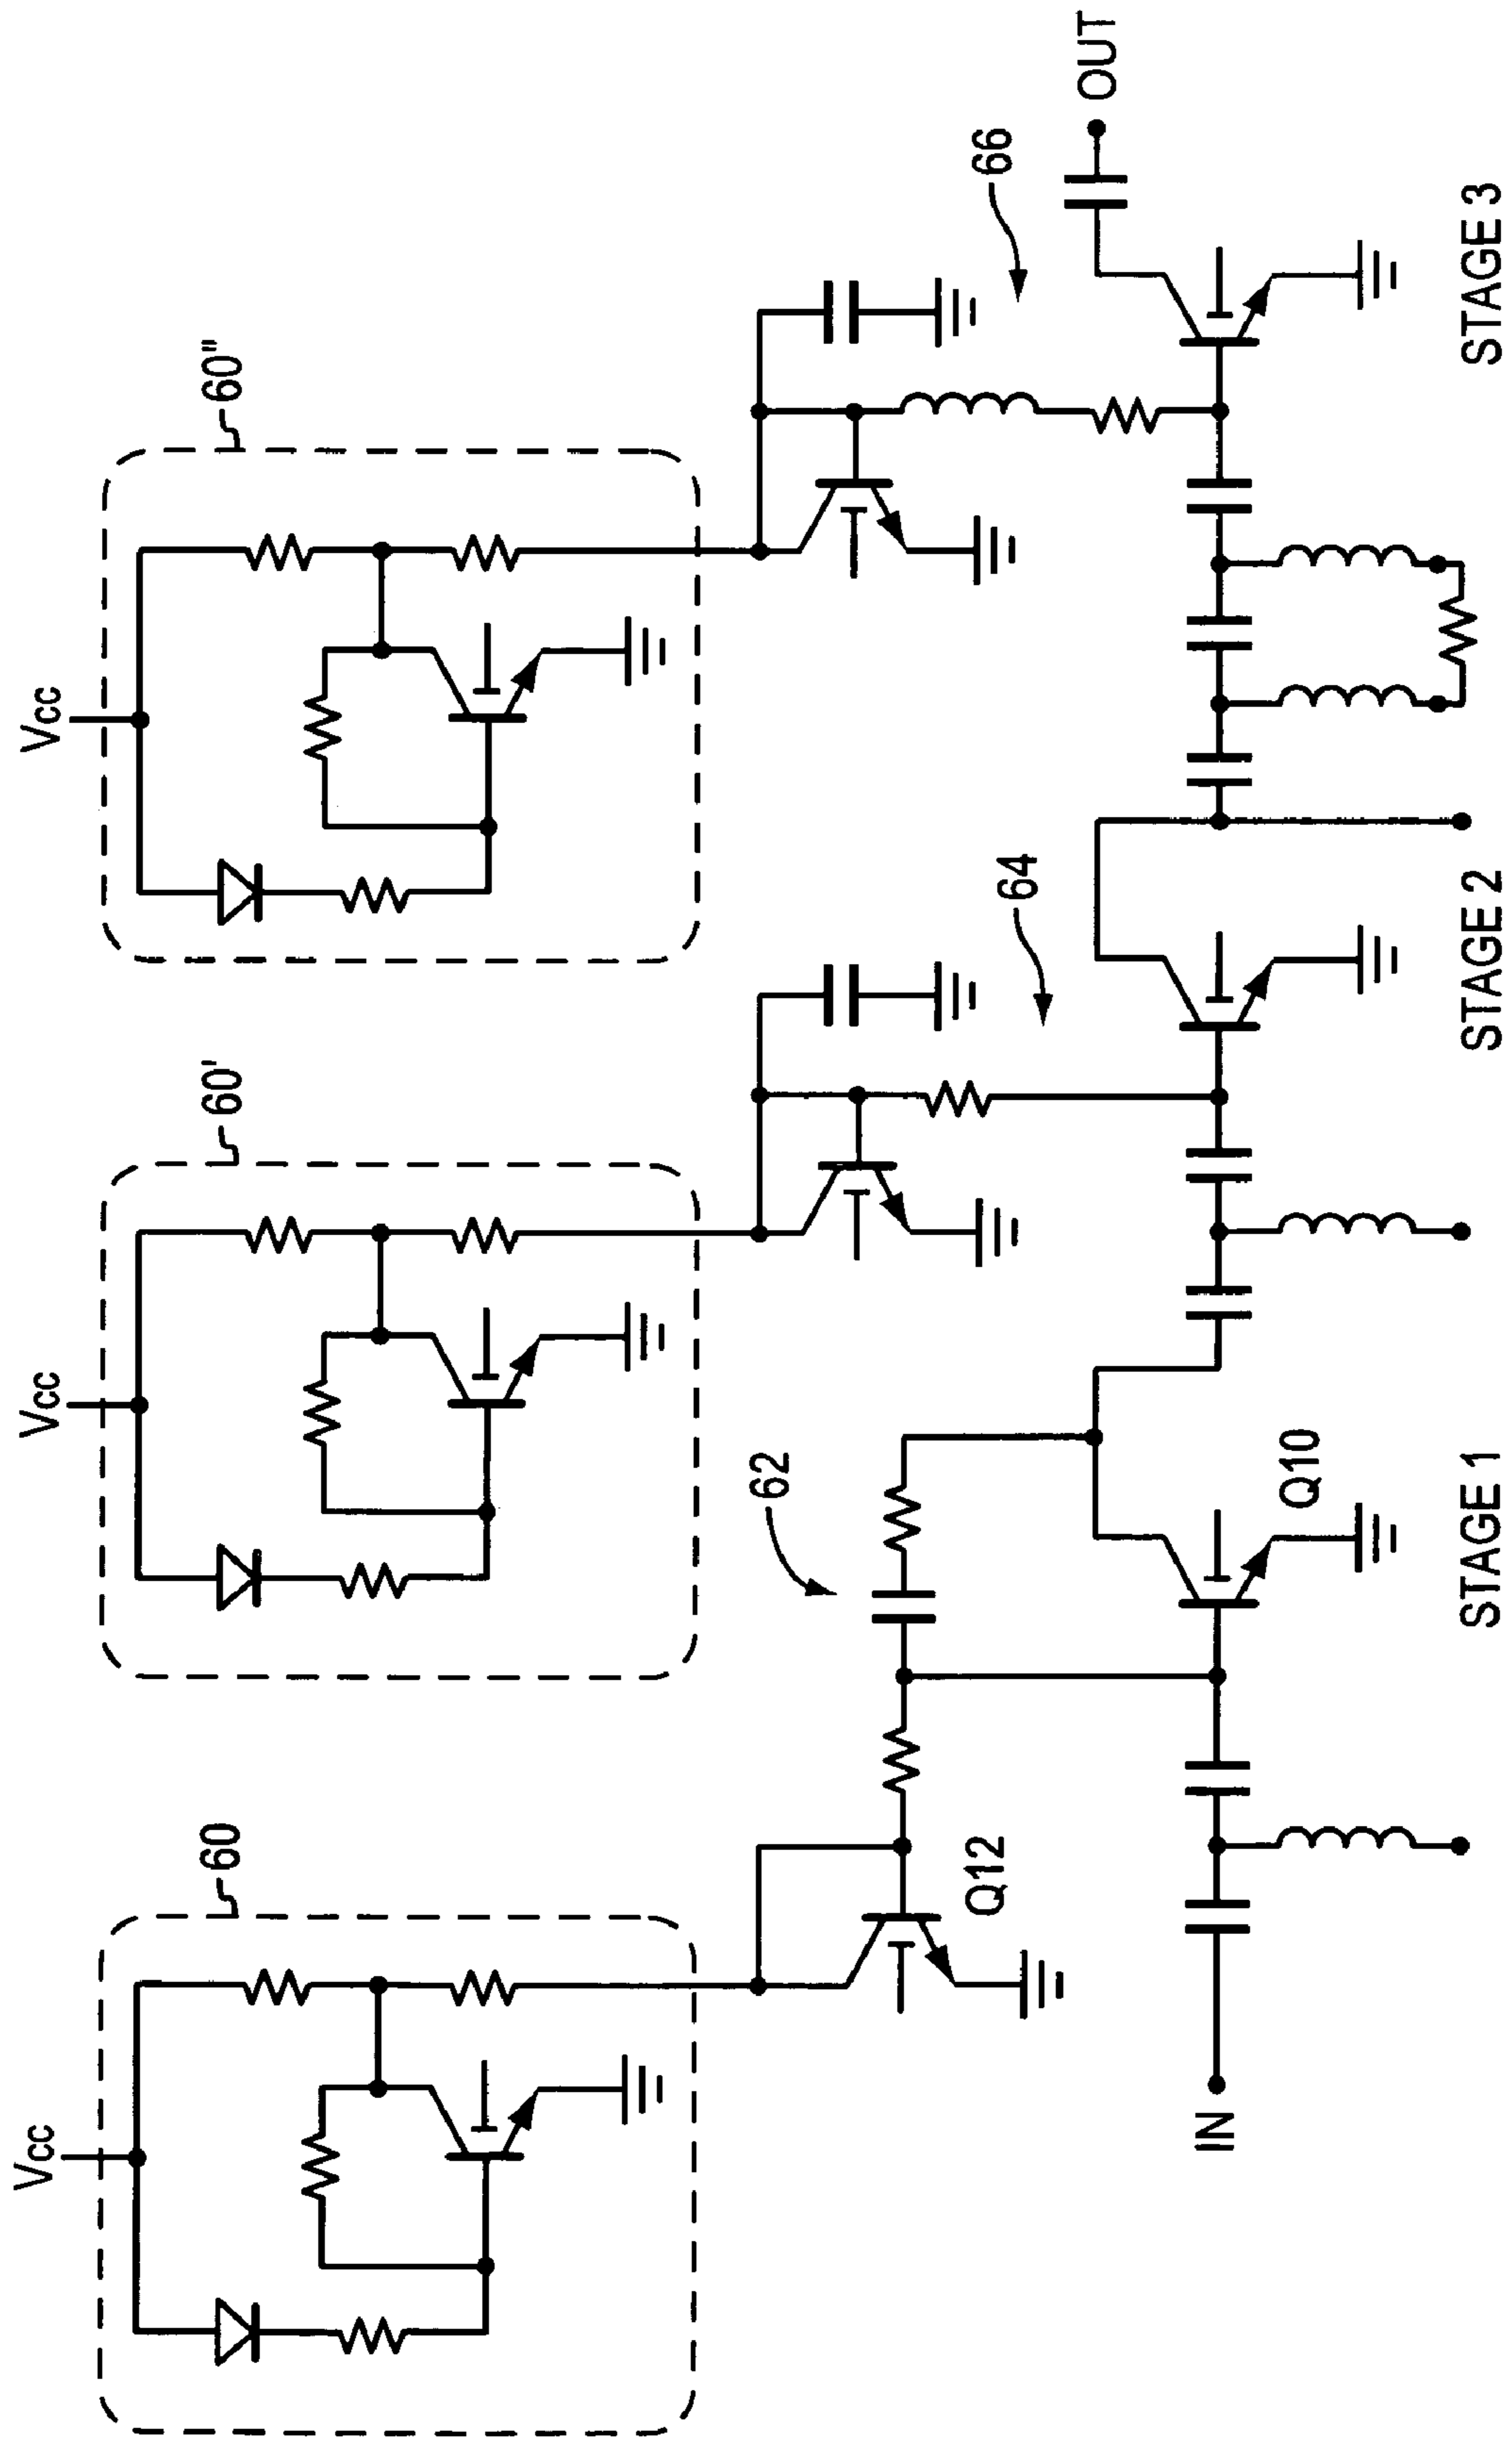 Vcc
60
Vcc
60'
Vcc
60"
Q12
62
Q10
64
66
IN
OUT
STAGE 1
STAGE 2
STAGE 3